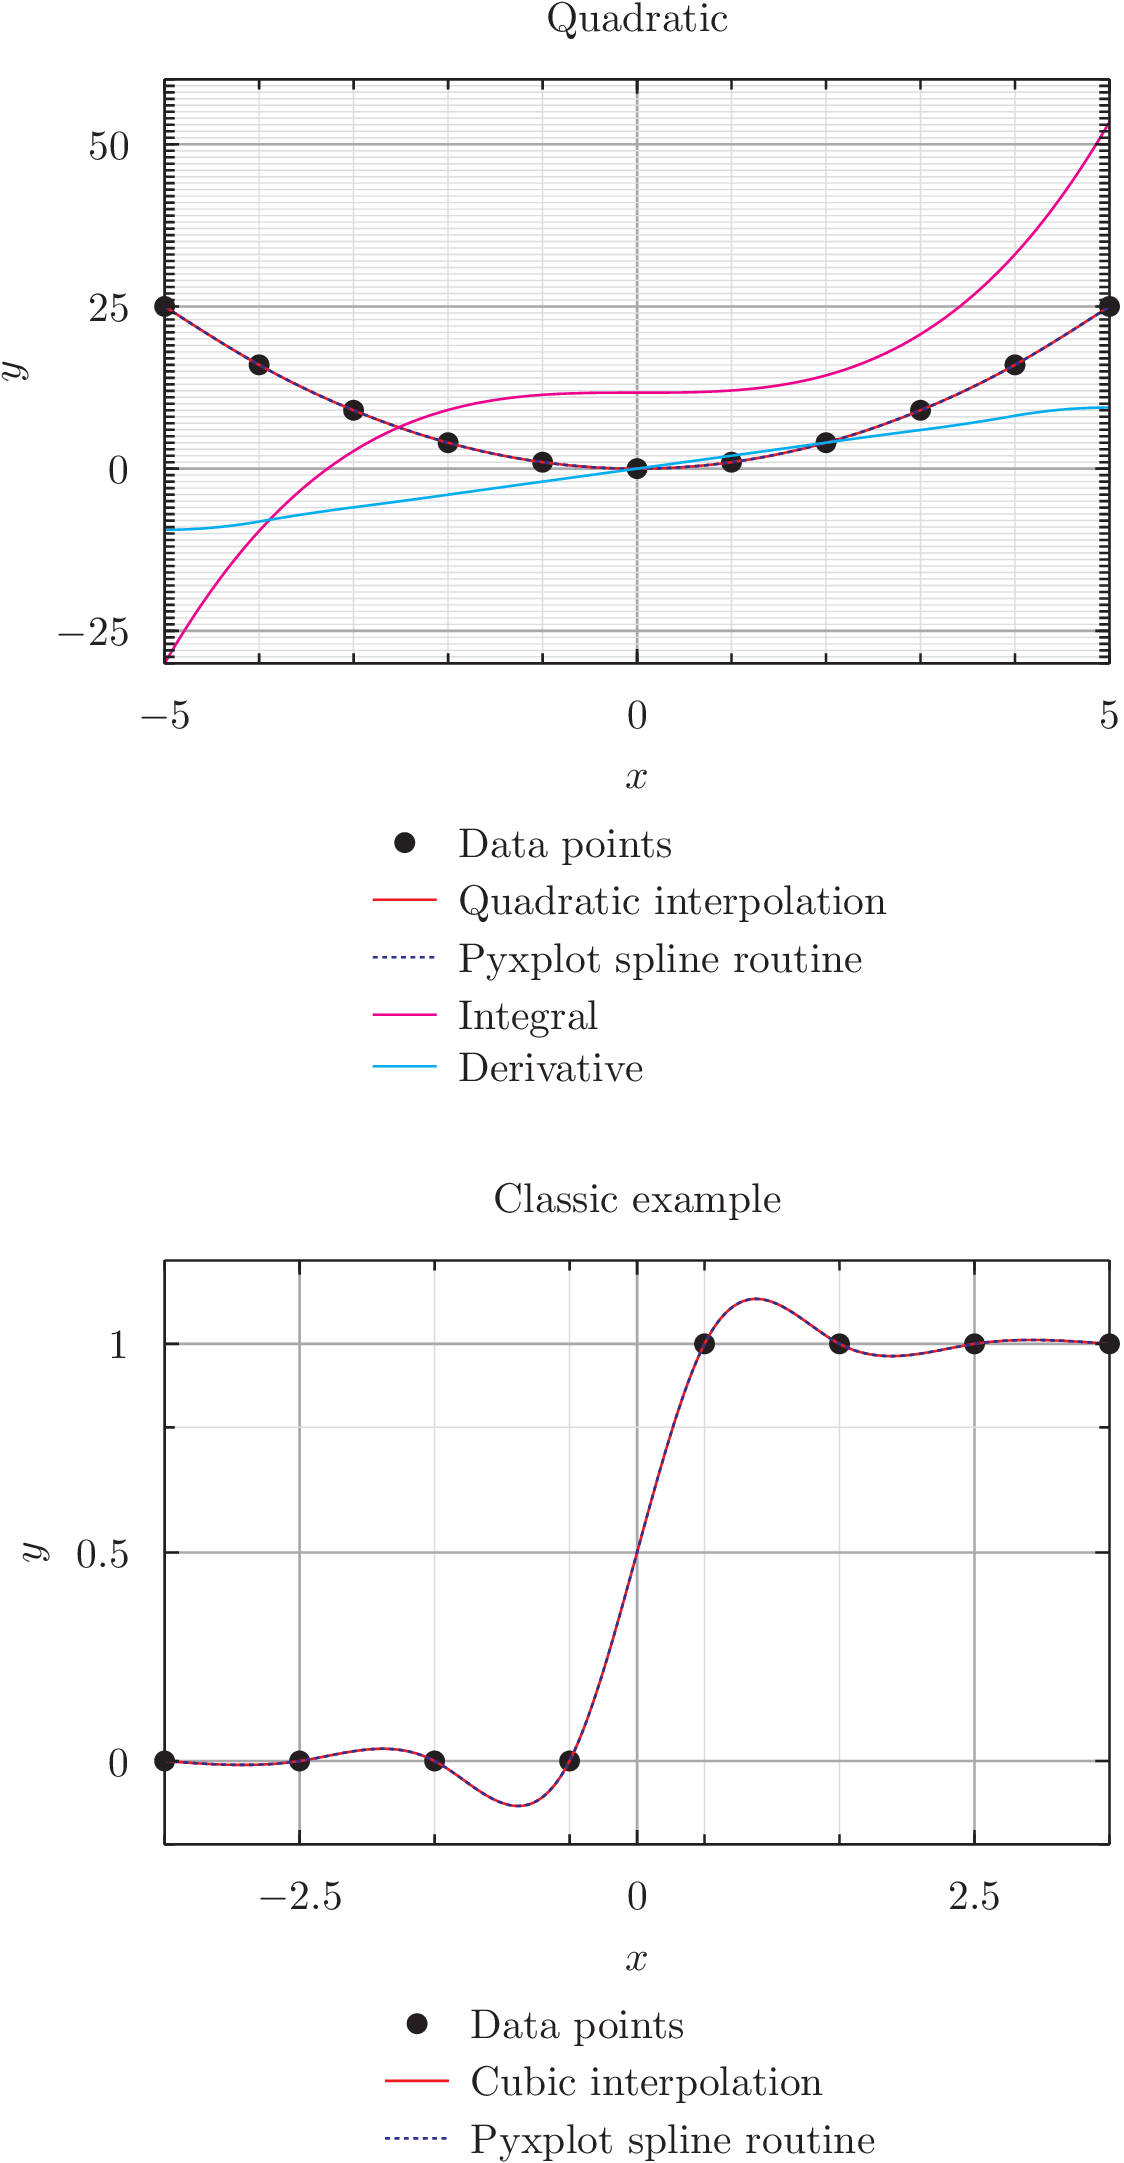 Quadratic
50
25
0
−25
y
−5 0 5
x
Data points
Quadratic interpolation
Pyxplot spline routine
Integral
Derivative
Classic example
1
0.5
0
y
−2.5 0 2.5
x
Data points
Cubic interpolation
Pyxplot spline routine